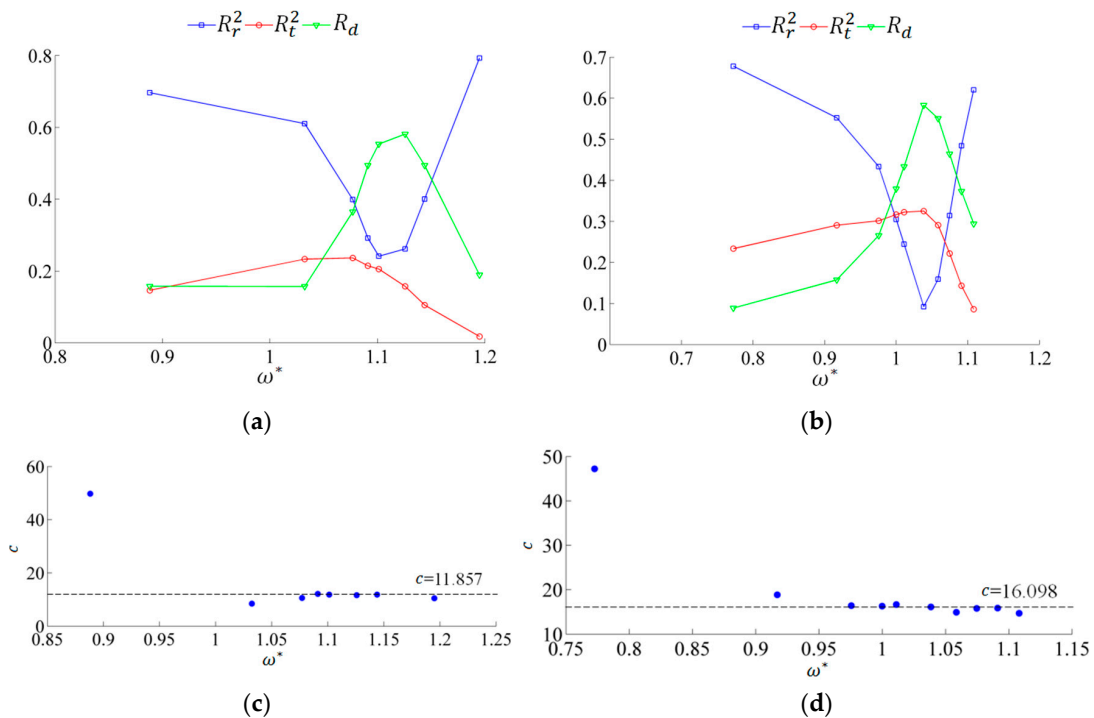 R_r^2 R_t^2 R_d
0.8
0.6
0.4
0.2
0
0.8 0.9 1 1.1 1.2
ω*
(a)
R_r^2 R_t^2 R_d
0.7
0.6
0.5
0.4
0.3
0.2
0.1
0
0.7 0.8 0.9 1 1.1 1.2
ω*
(b)
60
40
20
0
c
c=11.857
0.85 0.9 0.95 1 1.05 1.1 1.15 1.2 1.25
ω*
(c)
50
40
30
20
10
c
c=16.098
0.75 0.8 0.85 0.9 0.95 1 1.05 1.1 1.15
ω*
(d)